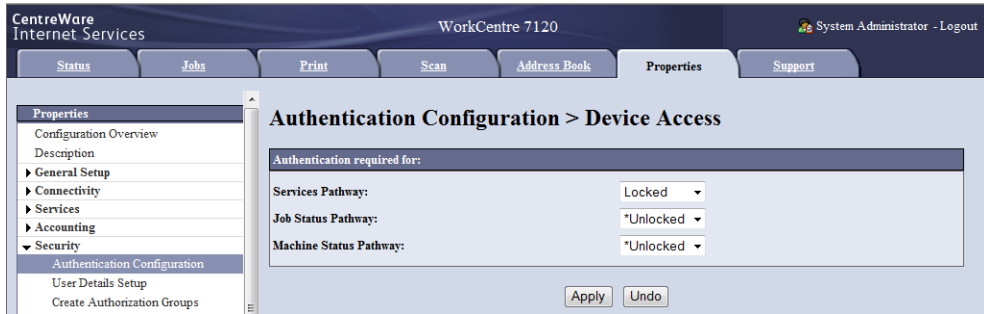 CentreWare
Internet Services
WorkCentre 7120
System Administrator - Logout
Status
Jobs
Print
Scan
Address Book
Properties
Support
Properties
Configuration Overview
Description
General Setup
Connectivity
Services
Accounting
Security
Authentication Configuration
User Details Setup
Create Authorization Groups
Authentication Configuration > Device Access
Authentication required for:
Services Pathway: Locked
Job Status Pathway: *Unlocked
Machine Status Pathway: *Unlocked
Apply Undo